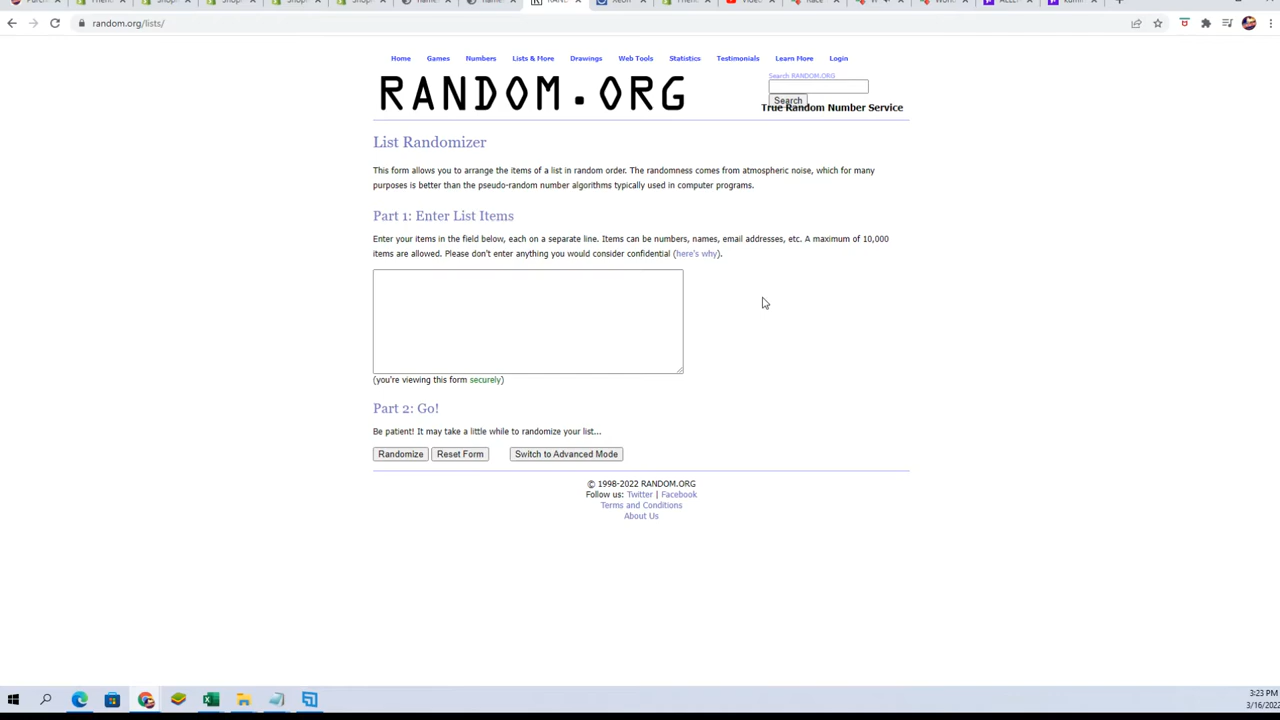 random.org/lists/
Home Games Numbers Lists & More Drawings Web Tools Statistics Testimonials Learn More Login
RANDOM.ORG
Search RANDOM.ORG
Search
True Random Number Service
List Randomizer
This form allows you to arrange the items of a list in random order. The randomness comes from atmospheric noise, which for many
purposes is better than the pseudo-random number algorithms typically used in computer programs.
Part 1: Enter List Items
Enter your items in the field below, each on a separate line. Items can be numbers, names, email addresses, etc. A maximum of 10,000
items are allowed. Please don't enter anything you would consider confidential (here's why).
(you're viewing this form securely)
Part 2: Go!
Be patient! It may take a little while to randomize your list...
Randomize Reset Form Switch to Advanced Mode
© 1998-2022 RANDOM.ORG
Follow us: Twitter | Facebook
Terms and Conditions
About Us
3:23 PM